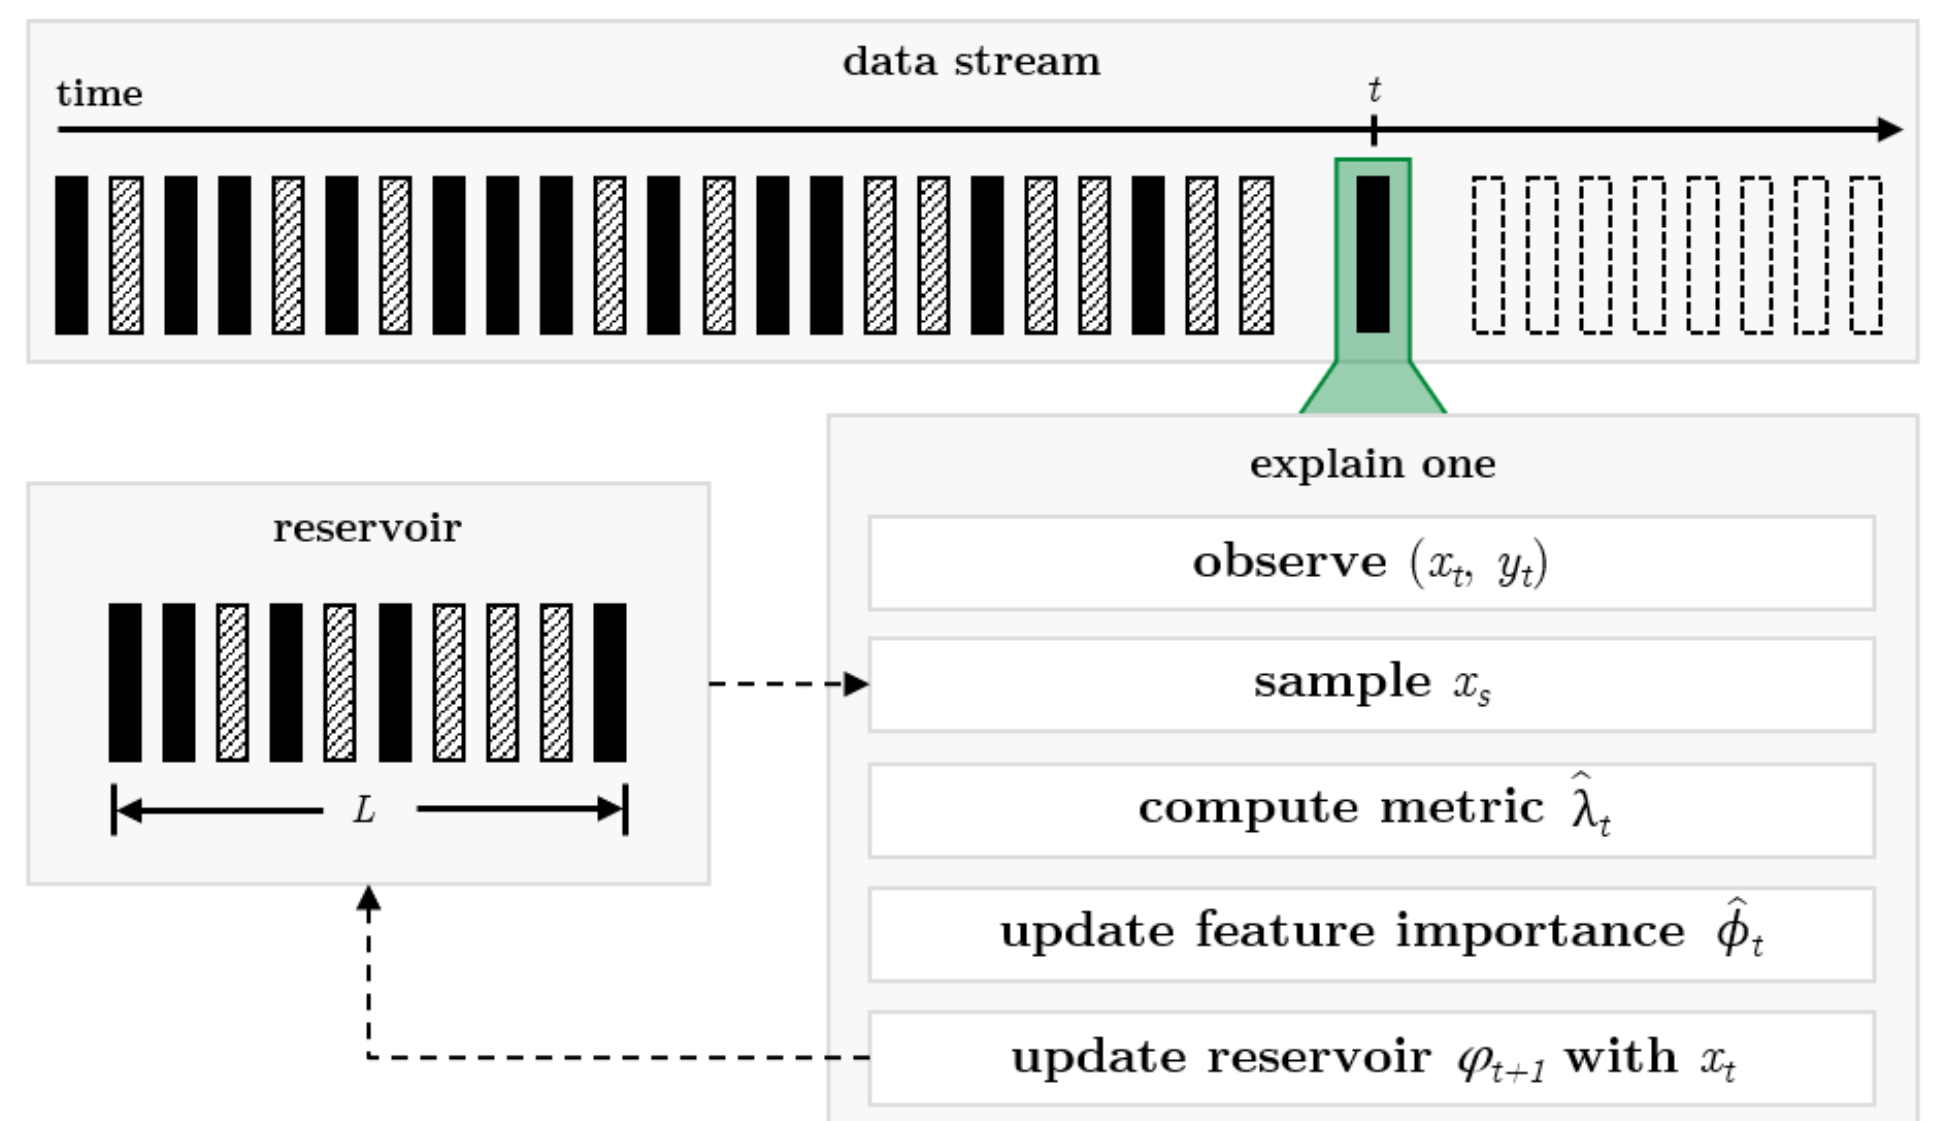 data stream
time
t
explain one
reservoir
observe (xₜ, yₜ)
sample xₛ
L
compute metric λ̂ₜ
update feature importance ϕ̂ₜ
update reservoir φₜ₊₁ with xₜ